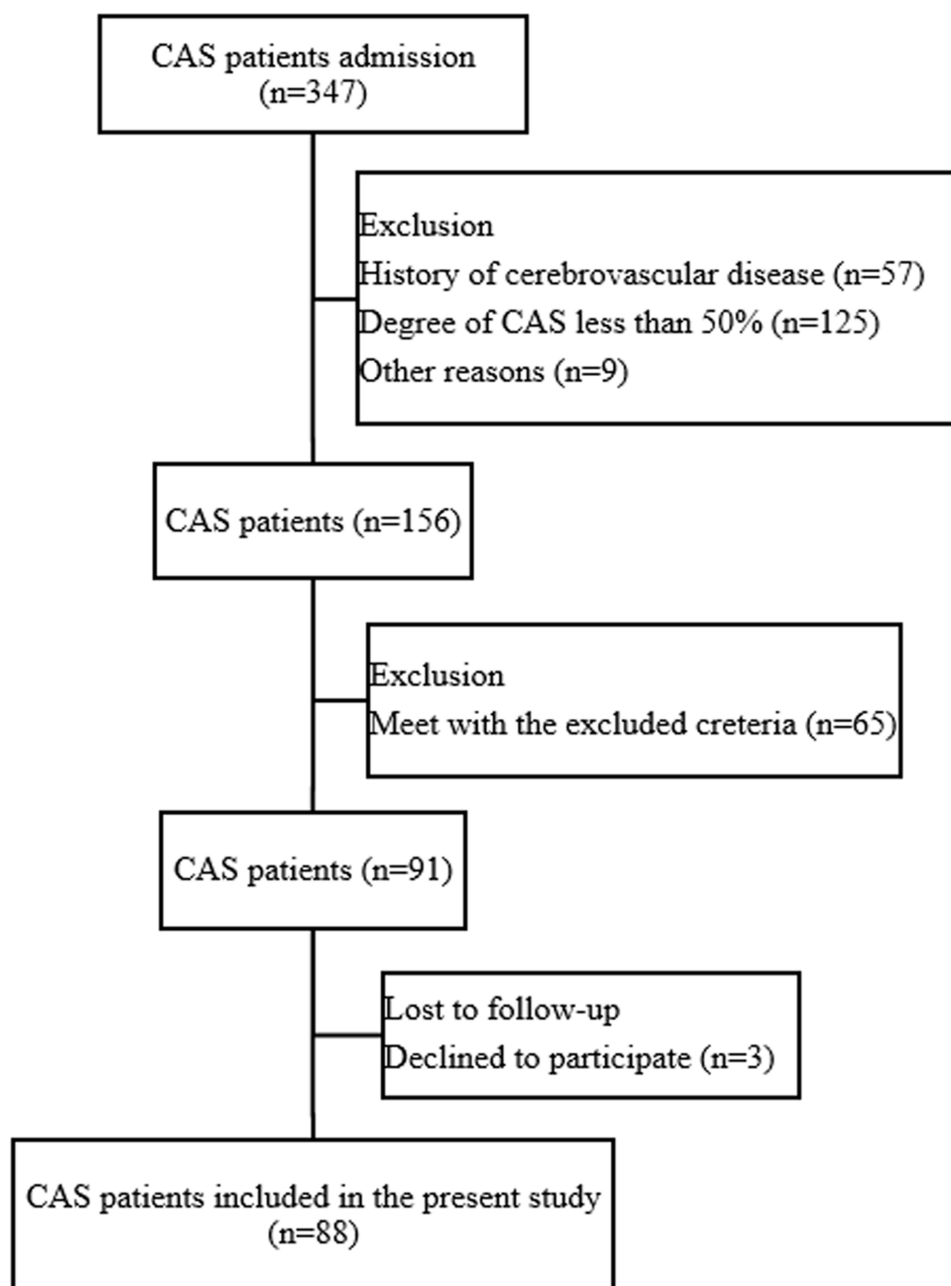 CAS patients admission
(n=347)
Exclusion
History of cerebrovascular disease (n=57)
Degree of CAS less than 50% (n=125)
Other reasons (n=9)
CAS patients (n=156)
Exclusion
Meet with the excluded creteria (n=65)
CAS patients (n=91)
Lost to follow-up
Declined to participate (n=3)
CAS patients included in the present study
(n=88)